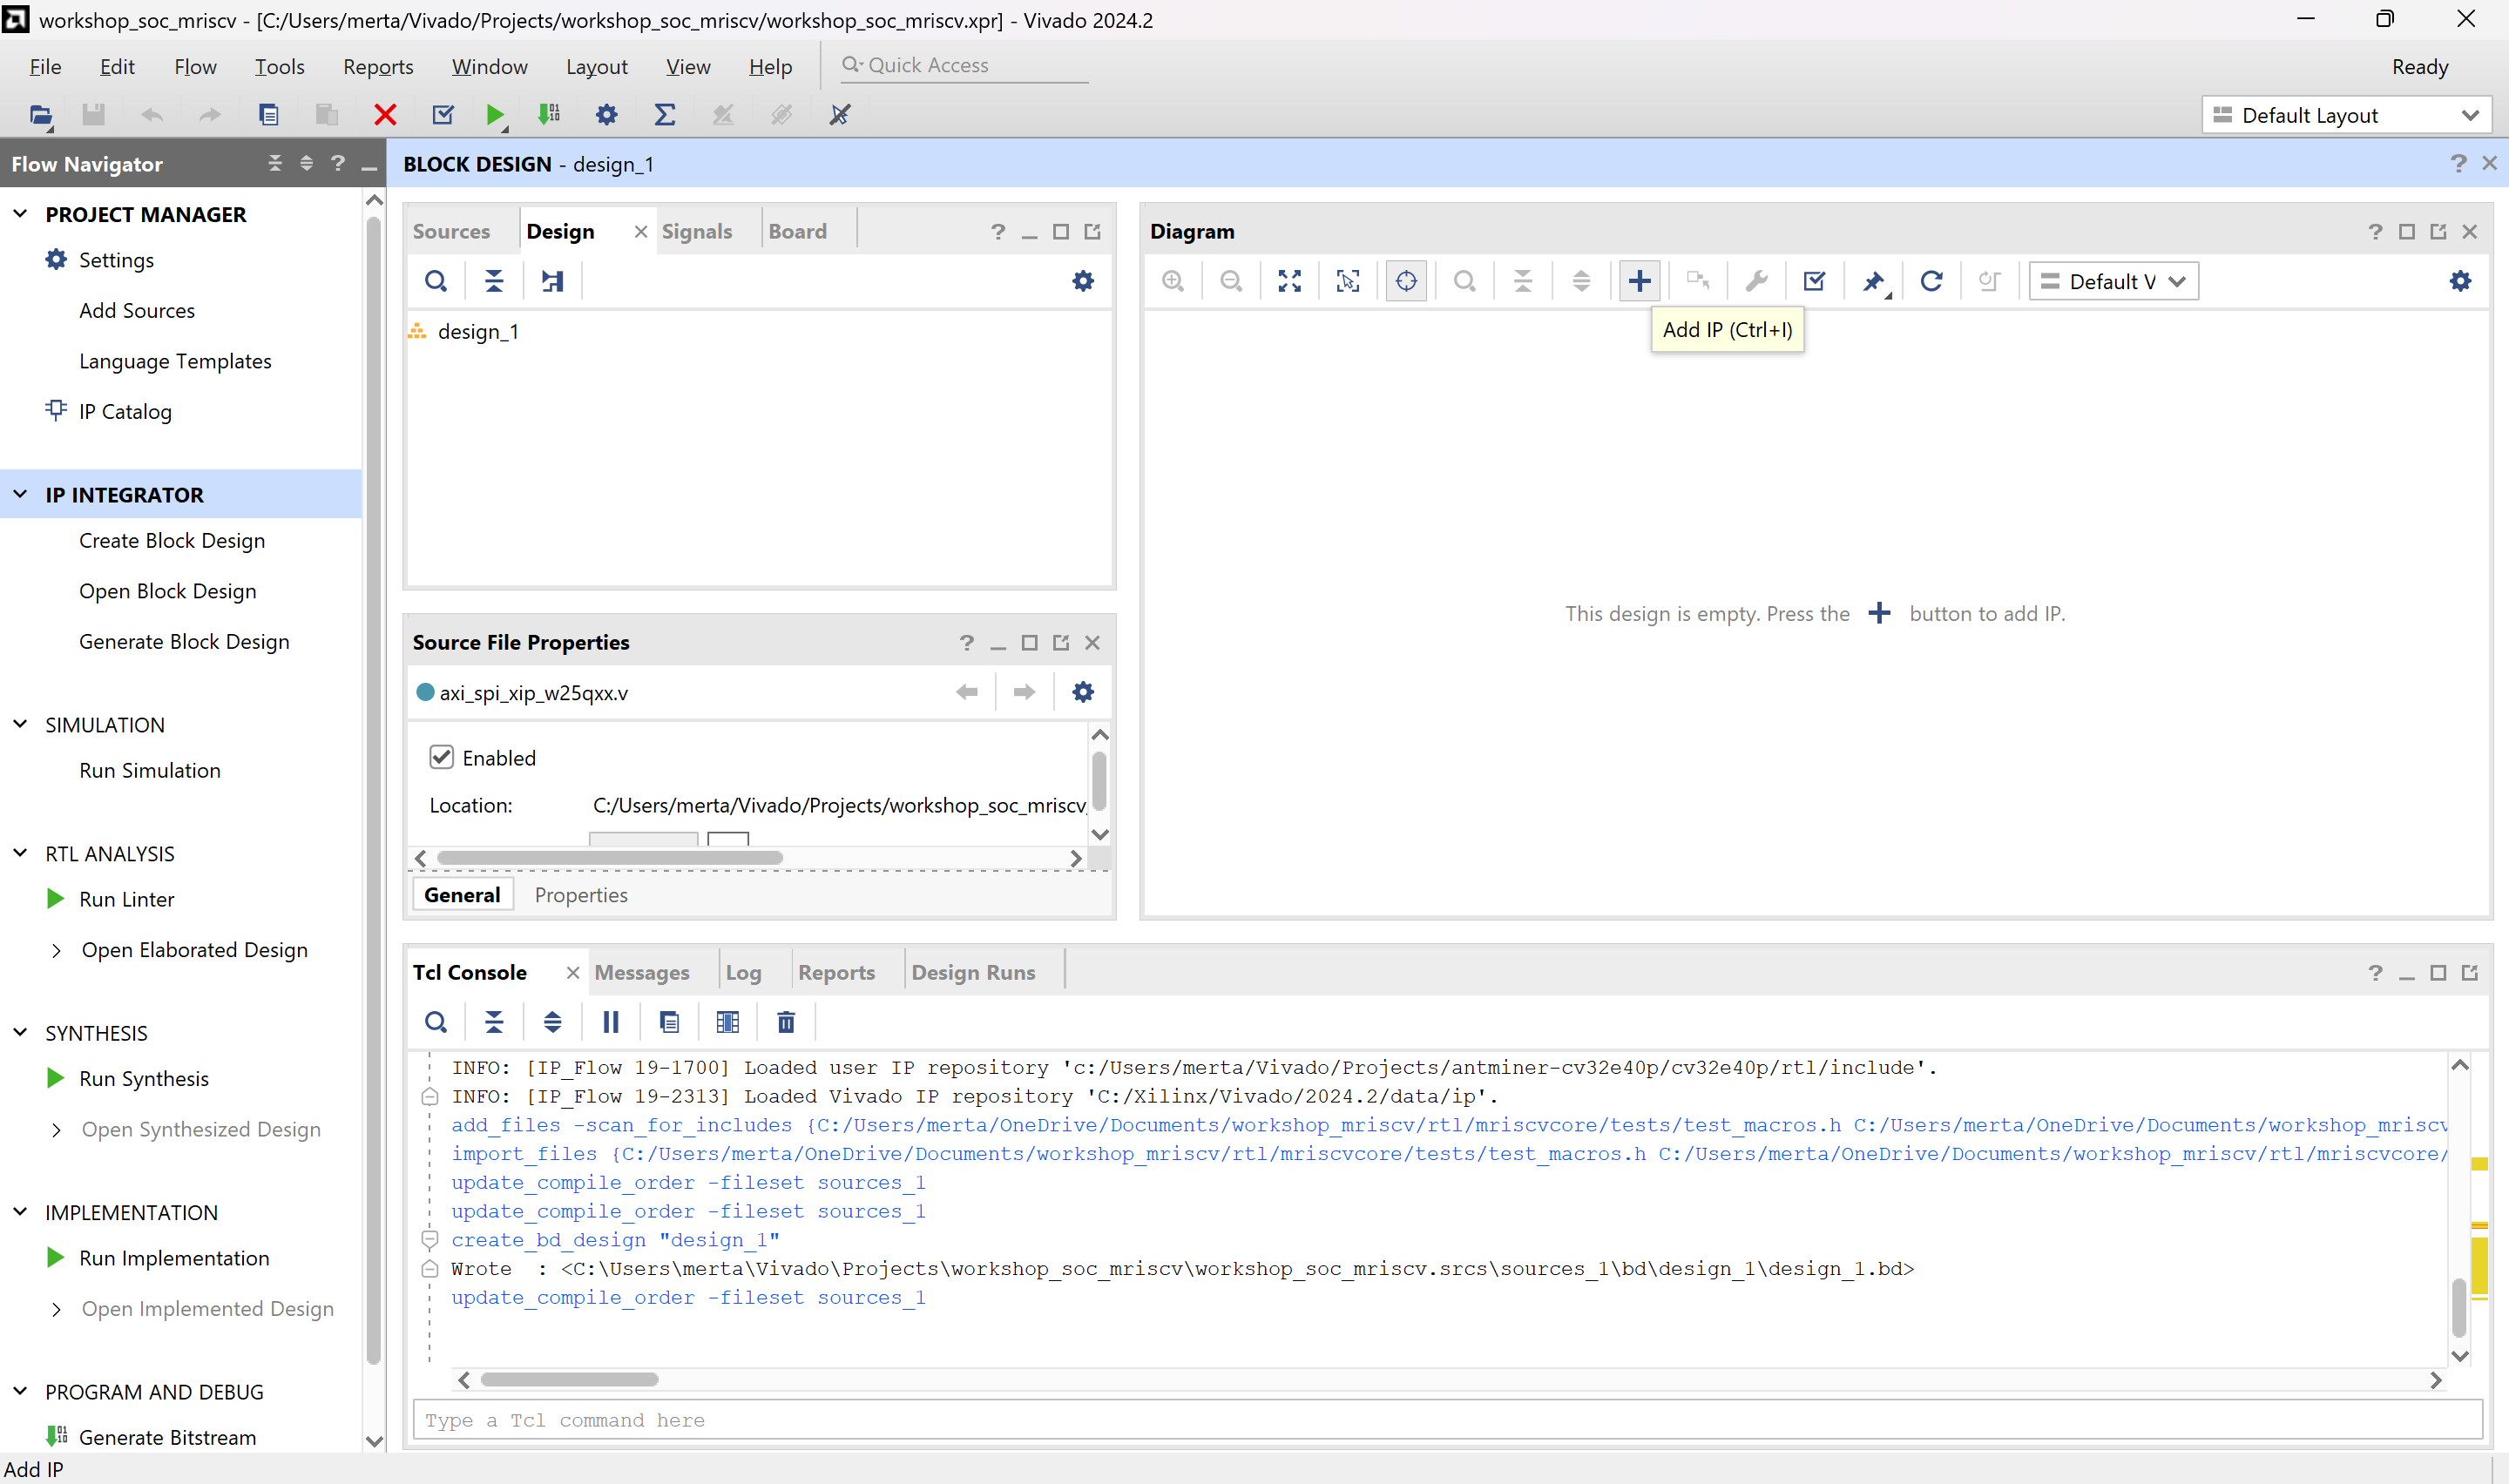 workshop_soc_mriscv - [C:/Users/merta/Vivado/Projects/workshop_soc_mriscv/workshop_soc_mriscv.xpr] - Vivado 2024.2
File Edit Flow Tools Reports Window Layout View Help Quick Access
Ready
Default Layout
Flow Navigator
PROJECT MANAGER
Settings
Add Sources
Language Templates
IP Catalog
IP INTEGRATOR
Create Block Design
Open Block Design
Generate Block Design
SIMULATION
Run Simulation
RTL ANALYSIS
Run Linter
Open Elaborated Design
SYNTHESIS
Run Synthesis
Open Synthesized Design
IMPLEMENTATION
Run Implementation
Open Implemented Design
PROGRAM AND DEBUG
Generate Bitstream
BLOCK DESIGN - design_1
Sources Design Signals Board
design_1
Source File Properties
axi_spi_xip_w25qxx.v
Enabled
Location: C:/Users/merta/Vivado/Projects/workshop_soc_mriscv
General Properties
Diagram
Default V
Add IP (Ctrl+I)
This design is empty. Press the + button to add IP.
Tcl Console Messages Log Reports Design Runs
INFO: [IP_Flow 19-1700] Loaded user IP repository 'c:/Users/merta/Vivado/Projects/antminer-cv32e40p/cv32e40p/rtl/include'.
INFO: [IP_Flow 19-2313] Loaded Vivado IP repository 'C:/Xilinx/Vivado/2024.2/data/ip'.
add_files -scan_for_includes {C:/Users/merta/OneDrive/Documents/workshop_mriscv/rtl/mriscvcore/tests/test_macros.h C:/Users/merta/OneDrive/Documents/workshop_mriscv
import_files {C:/Users/merta/OneDrive/Documents/workshop_mriscv/rtl/mriscvcore/tests/test_macros.h C:/Users/merta/OneDrive/Documents/workshop_mriscv/rtl/mriscvcore/
update_compile_order -fileset sources_1
update_compile_order -fileset sources_1
create_bd_design "design_1"
Wrote  : <C:\Users\merta\Vivado\Projects\workshop_soc_mriscv\workshop_soc_mriscv.srcs\sources_1\bd\design_1\design_1.bd>
update_compile_order -fileset sources_1
Type a Tcl command here
Add IP